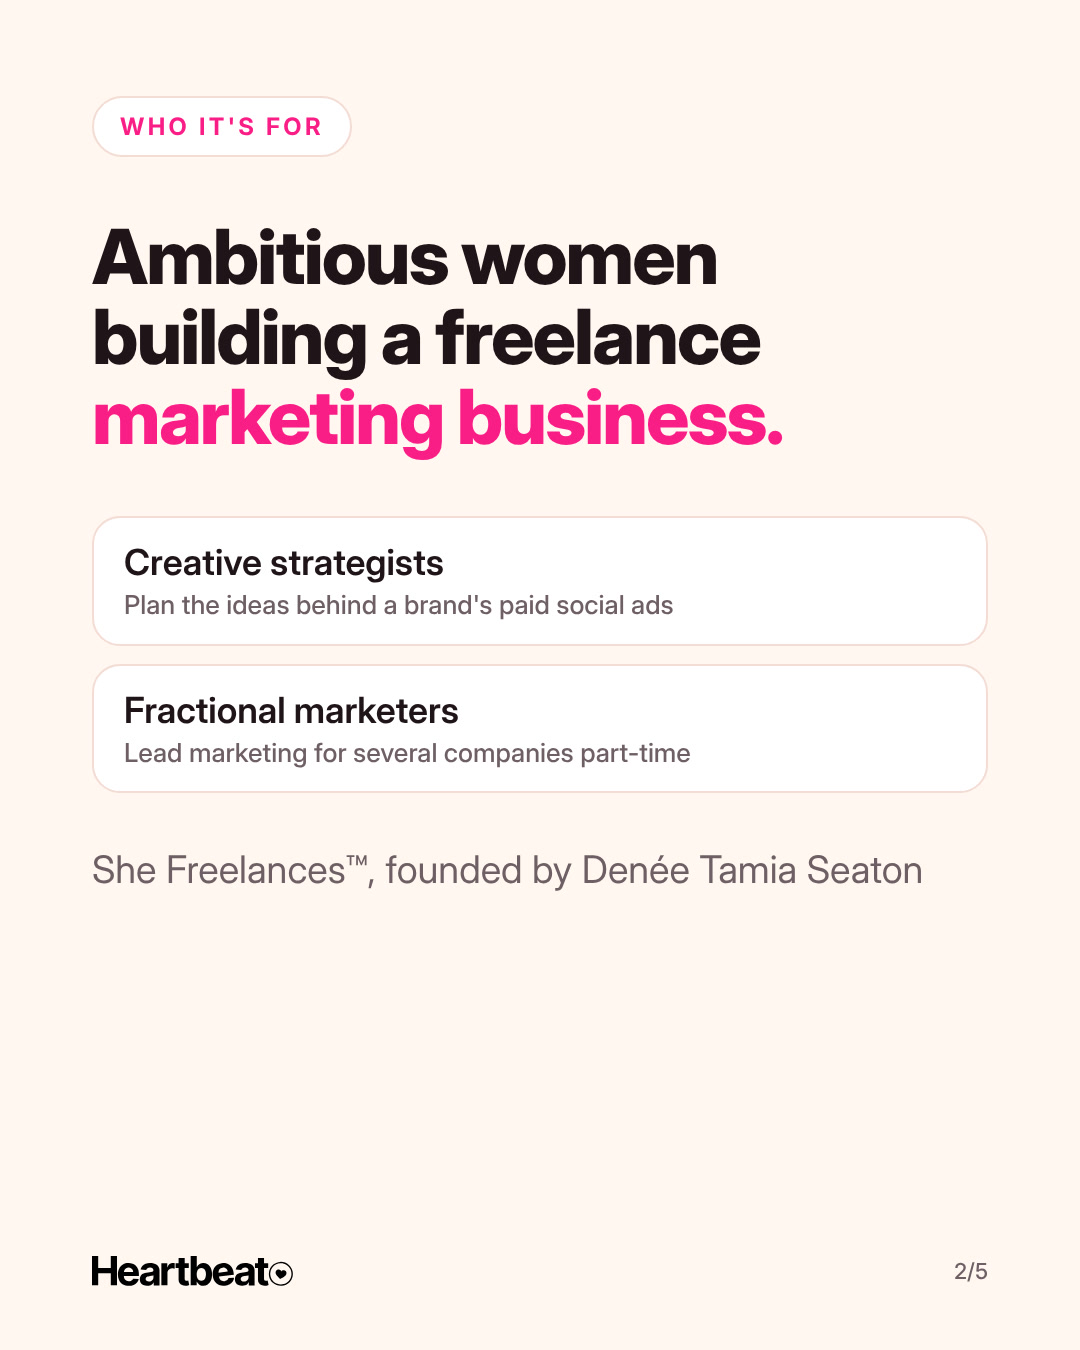 WHO IT'S FOR
Ambitious women
building a freelance
marketing business.
Creative strategists
Plan the ideas behind a brand's paid social ads
Fractional marketers
Lead marketing for several companies part-time
She Freelances™, founded by Denée Tamia Seaton
Heartbeat
2/5